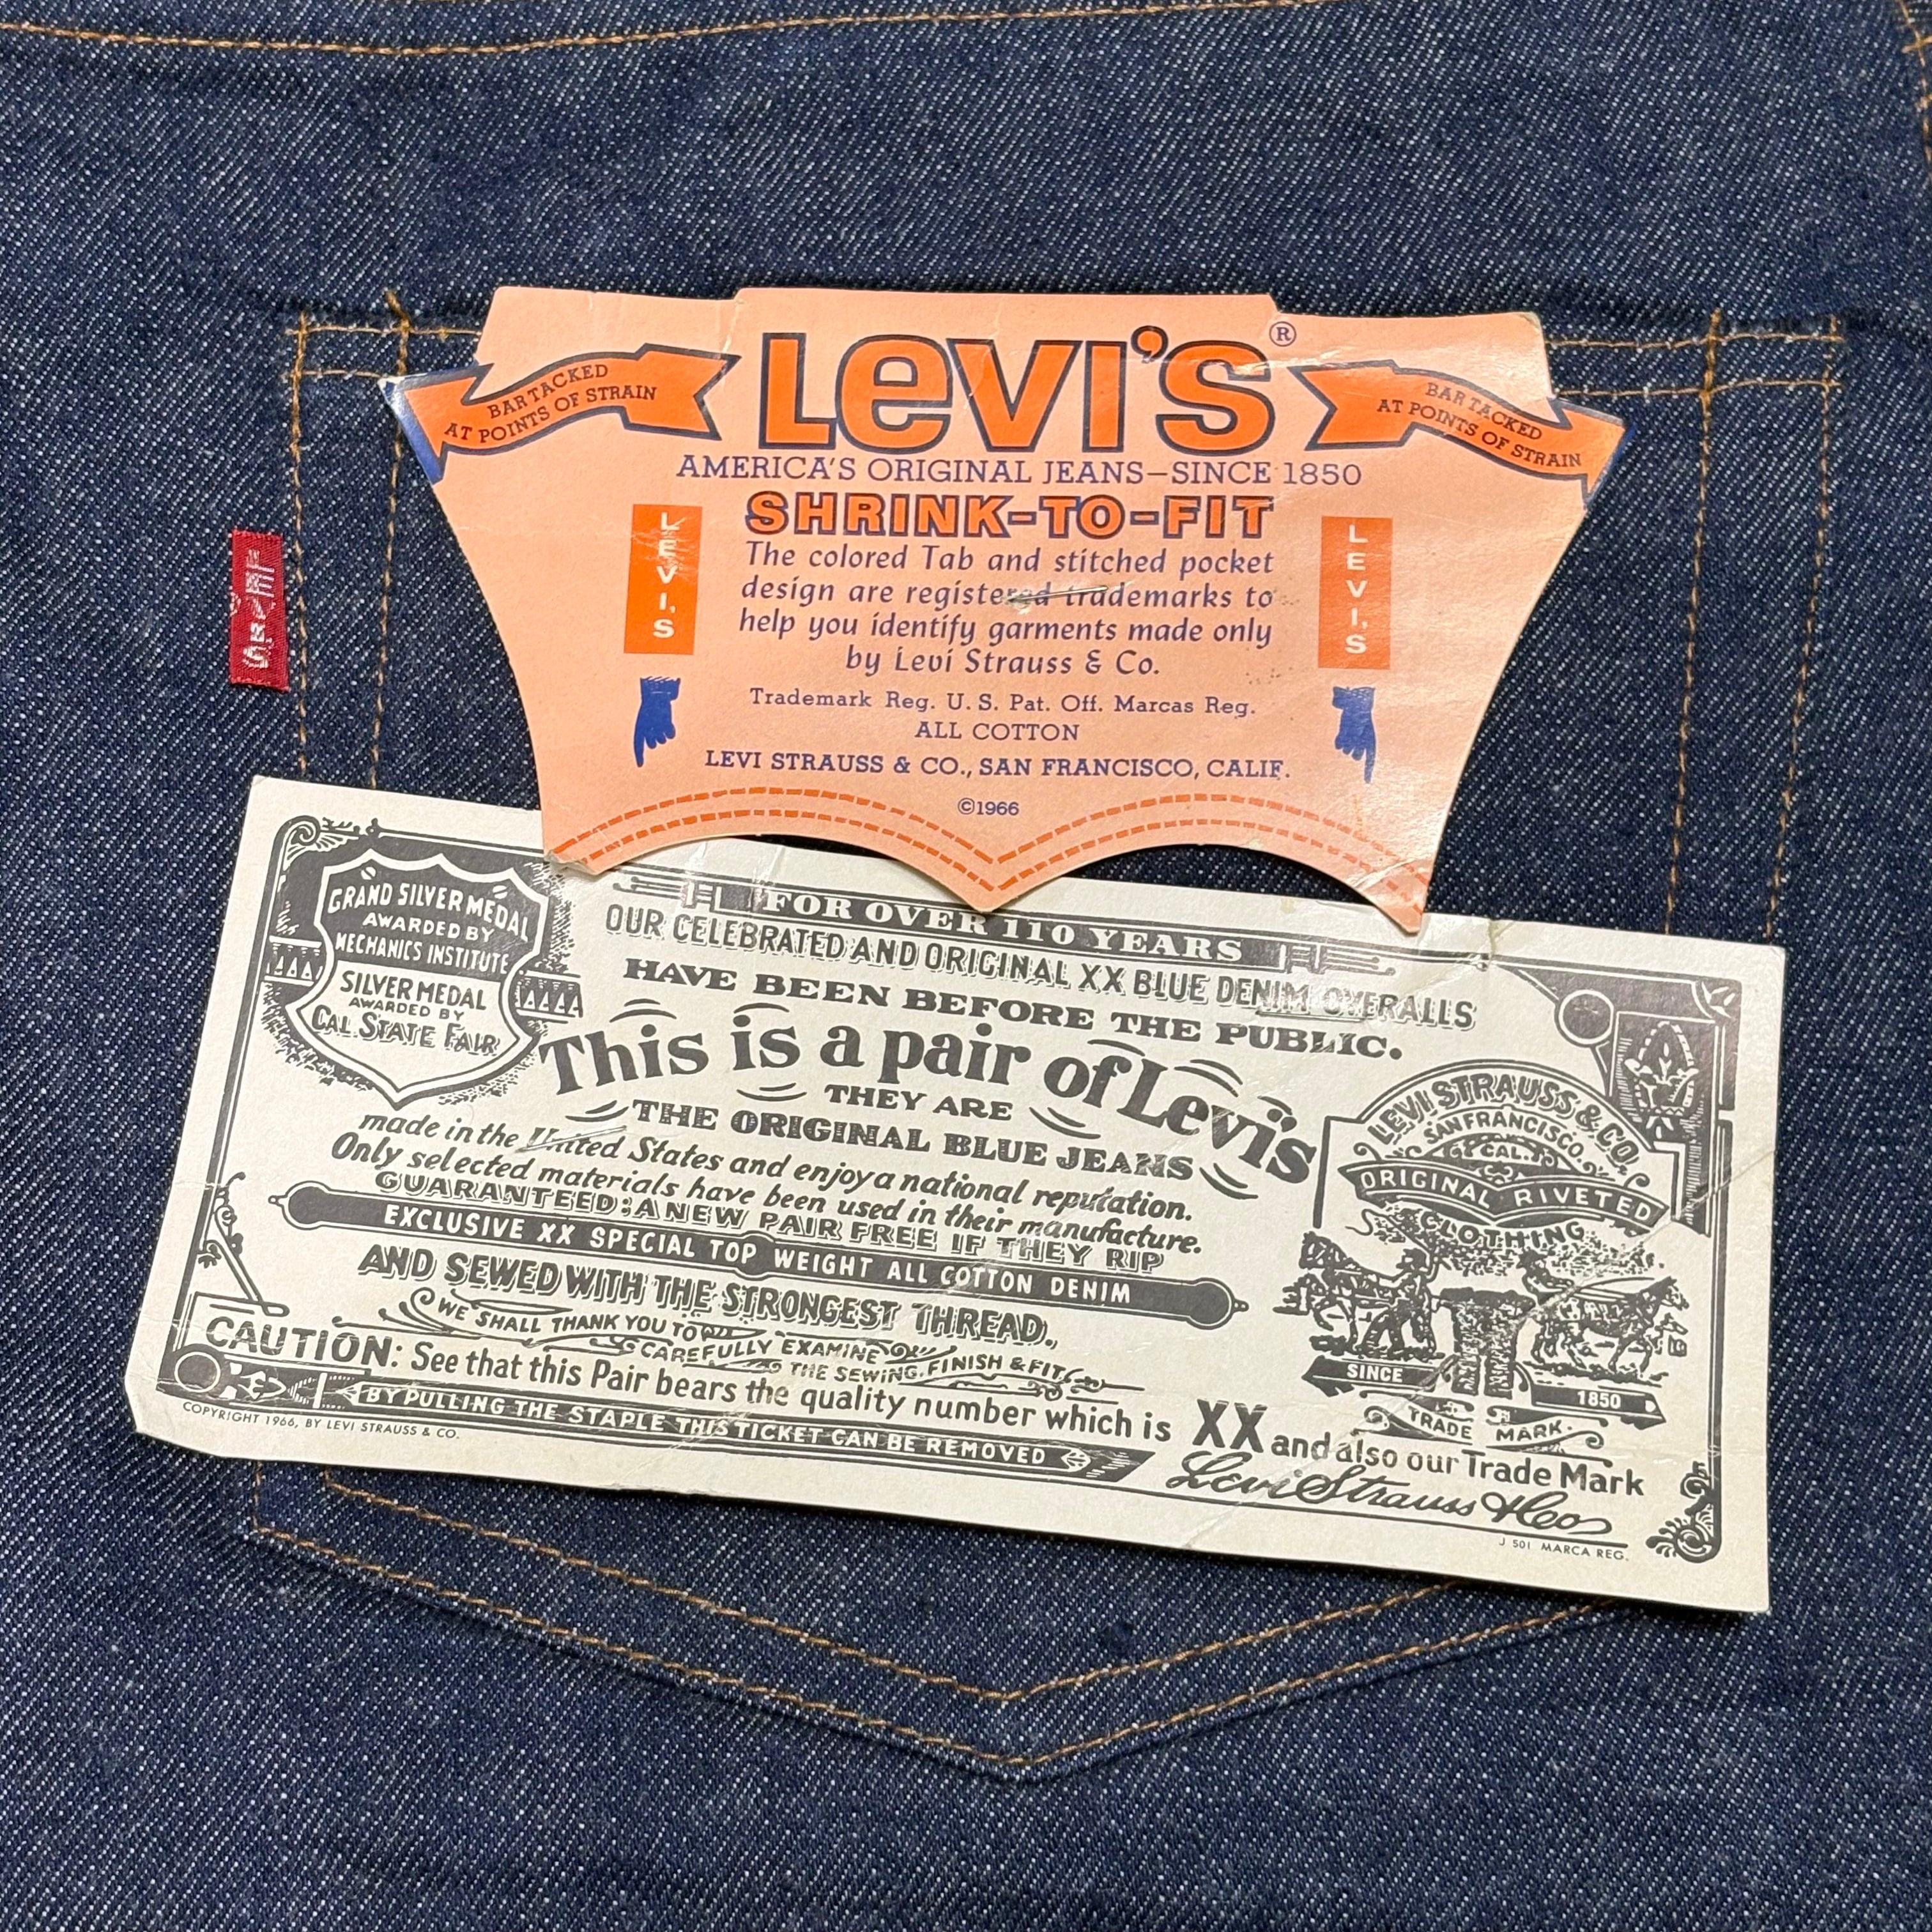 LEVI'S®
BAR TACKED
AT POINTS OF STRAIN
BAR TACKED
AT POINTS OF STRAIN
AMERICA'S ORIGINAL JEANS—SINCE 1850
SHRINK-TO-FIT
LEVI'S
LEVI'S
The colored Tab and stitched pocket
design are registered trademarks to
help you identify garments made only
by Levi Strauss & Co.
Trademark Reg. U. S. Pat. Off. Marcas Reg.
ALL COTTON
LEVI STRAUSS & CO., SAN FRANCISCO, CALIF.
©1966
LEVI'S
GRAND SILVER MEDAL
AWARDED BY
MECHANICS INSTITUTE
SILVER MEDAL
AWARDED BY
CAL. STATE FAIR
FOR OVER 110 YEARS
OUR CELEBRATED AND ORIGINAL XX BLUE DENIM OVERALLS
HAVE BEEN BEFORE THE PUBLIC.
This is a pair of Levi's
THEY ARE
THE ORIGINAL BLUE JEANS
made in the United States and enjoy a national reputation.
Only selected materials have been used in their manufacture.
GUARANTEED: A NEW PAIR FREE IF THEY RIP
EXCLUSIVE XX SPECIAL TOP WEIGHT ALL COTTON DENIM
AND SEWED WITH THE STRONGEST THREAD.
WE SHALL THANK YOU TO
CAREFULLY EXAMINE
THE SEWING, FINISH & FIT.
CAUTION: See that this Pair bears the quality number which is XX and also our Trade Mark
BY PULLING THE STAPLE THIS TICKET CAN BE REMOVED
Levi Strauss & Co
COPYRIGHT 1966, BY LEVI STRAUSS & CO.
J 501 MARCA REG.
LEVI STRAUSS & CO.
SAN FRANCISCO,
CAL.
ORIGINAL RIVETED
CLOTHING
SINCE 1850
TRADE MARK.